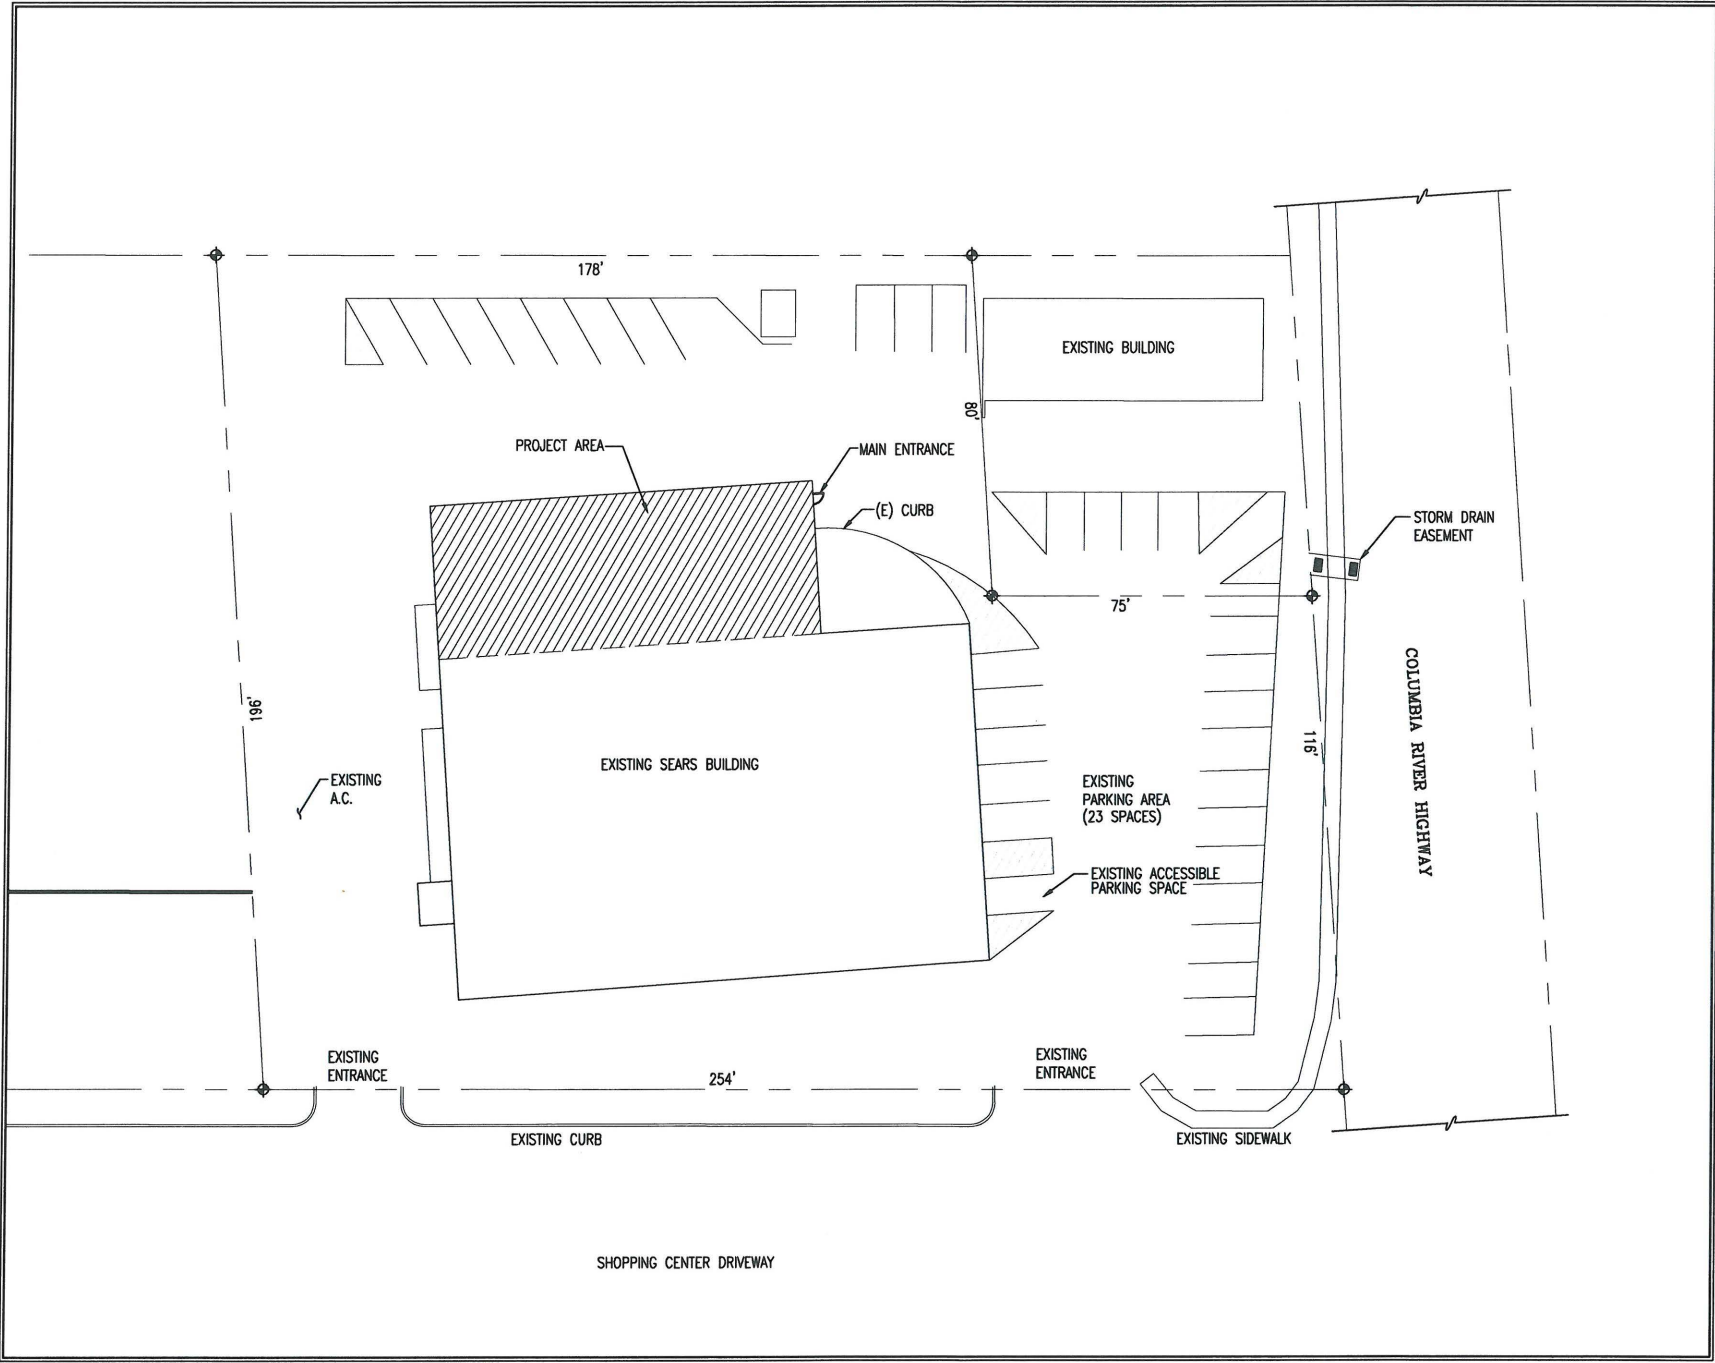 178'
EXISTING BUILDING
80'
PROJECT AREA
MAIN ENTRANCE
(E) CURB
STORM DRAIN
EASEMENT
75'
196'
116'
COLUMBIA RIVER HIGHWAY
EXISTING SEARS BUILDING
EXISTING
A.C.
EXISTING
PARKING AREA
(23 SPACES)
EXISTING ACCESSIBLE
PARKING SPACE
EXISTING
ENTRANCE
254'
EXISTING
ENTRANCE
EXISTING CURB
EXISTING SIDEWALK
SHOPPING CENTER DRIVEWAY